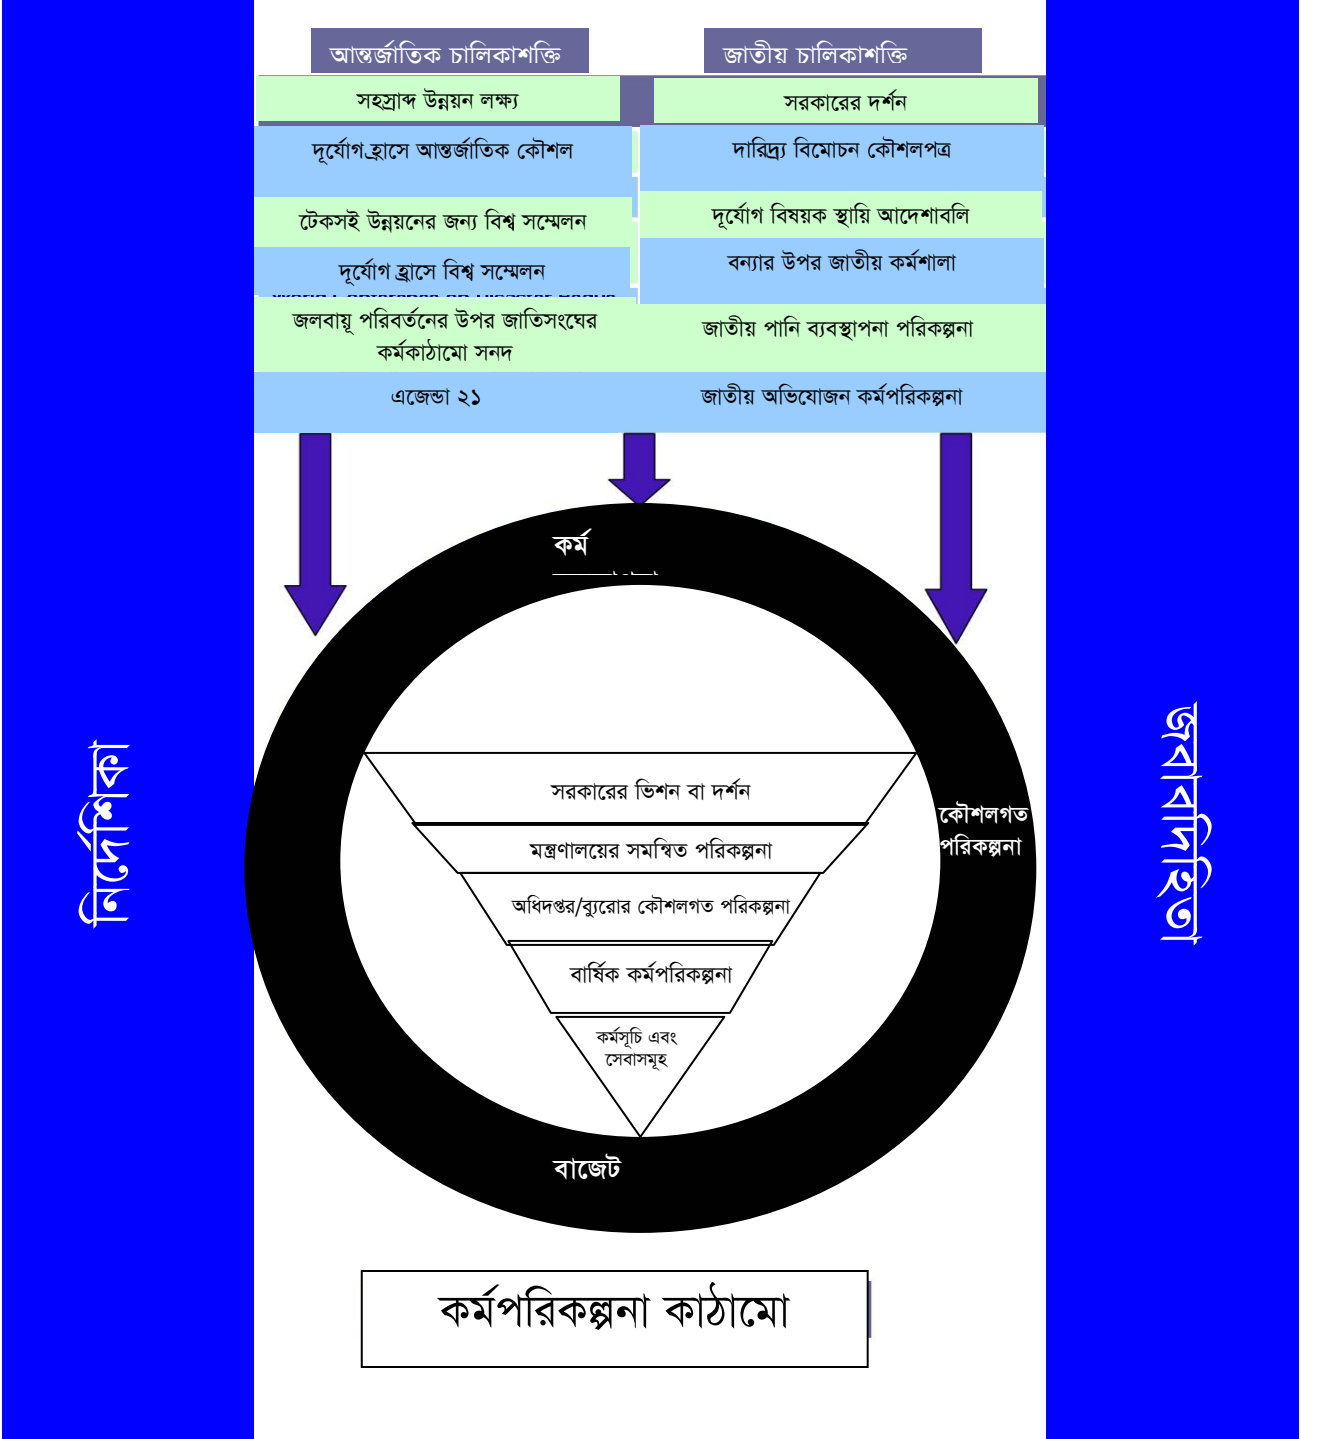 আন্তর্জাতিক চালিকাশক্তি
জাতীয় চালিকাশক্তি
সহস্রাব্দ উন্নয়ন লক্ষ্য
সরকারের দর্শন
দূর্যোগ হ্রাসে আন্তর্জাতিক কৌশল
দারিদ্র্য বিমোচন কৌশলপত্র
টেকসই উন্নয়নের জন্য বিশ্ব সম্মেলন
দূর্যোগ বিষয়ক স্থায়ি আদেশাবলি
দূর্যোগ হ্রাসে বিশ্ব সম্মেলন
বন্যার উপর জাতীয় কর্মশালা
জলবায়ূ পরিবর্তনের উপর জাতিসংঘের
কর্মকাঠামো সনদ
জাতীয় পানি ব্যবস্থাপনা পরিকল্পনা
এজেন্ডা ২১
জাতীয় অভিযোজন কর্মপরিকল্পনা
কর্ম
নির্দেশিকা
জবাবদিহিতা
সরকারের ভিশন বা দর্শন
কৌশলগত
পরিকল্পনা
মন্ত্রণালয়ের সমন্বিত পরিকল্পনা
অধিদপ্তর/ব্যুরোর কৌশলগত পরিকল্পনা
বার্ষিক কর্মপরিকল্পনা
কর্মসূচি এবং
সেবাসমূহ
বাজেট
কর্মপরিকল্পনা কাঠামো